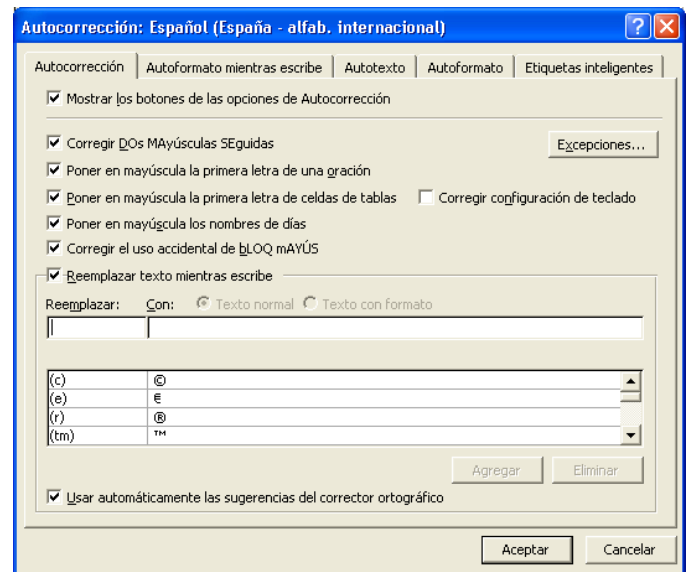 Autocorrección: Español (España - alfab. internacional)
Autocorrección Autoformato mientras escribe Autotexto Autoformato Etiquetas inteligentes
Mostrar los botones de las opciones de Autocorrección
Corregir DOs MAyúsculas SEguidas Excepciones...
Poner en mayúscula la primera letra de una oración
Poner en mayúscula la primera letra de celdas de tablas Corregir configuración de teclado
Poner en mayúscula los nombres de días
Corregir el uso accidental de bLOQ mAYÚS
Reemplazar texto mientras escribe
Reemplazar: Con: Texto normal Texto con formato
(c) ©
(e) €
(r) ®
(tm) ™
Agregar Eliminar
Usar automáticamente las sugerencias del corrector ortográfico
Aceptar Cancelar